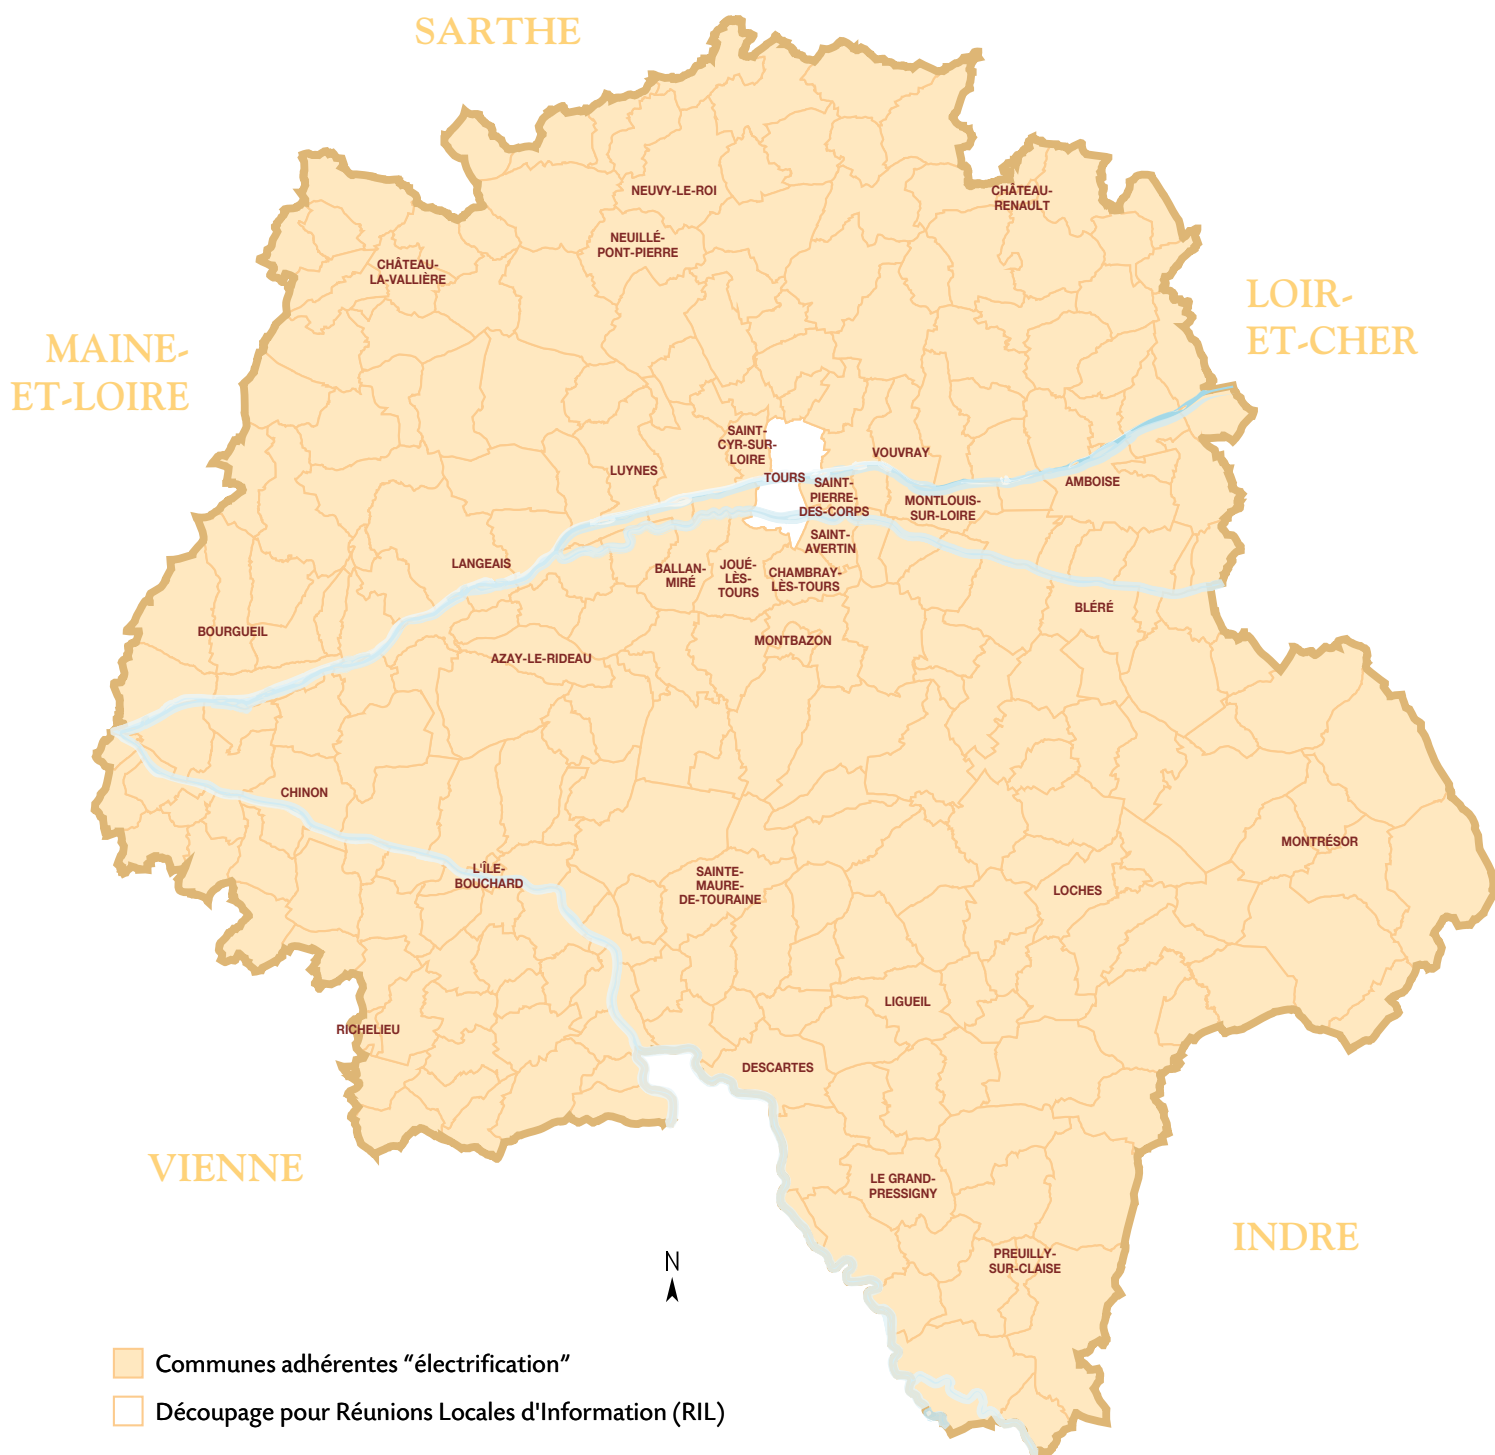 SARTHE
NEUVY-LE-ROI
CHÂTEAU-
RENAULT
NEUILLÉ-
PONT-PIERRE
CHÂTEAU-
LA-VALLIÈRE
LOIR-
ET-CHER
MAINE-
ET-LOIRE
SAINT-
CYR-SUR-
LOIRE
VOUVRAY
LUYNES
TOURS
AMBOISE
SAINT-
PIERRE-
DES-CORPS
MONTLOUIS-
SUR-LOIRE
SAINT-
AVERTIN
LANGEAIS
BALLAN-
MIRÉ
JOUÉ-
LÈS-
TOURS
CHAMBRAY-
LÈS-TOURS
BLÉRÉ
BOURGUEIL
MONTBAZON
AZAY-LE-RIDEAU
CHINON
MONTRÉSOR
L'ÎLE-
BOUCHARD
SAINTE-
MAURE-
DE-TOURAINE
LOCHES
LIGUEIL
RICHELIEU
DESCARTES
VIENNE
LE GRAND-
PRESSIGNY
INDRE
PREUILLY-
SUR-CLAISE
N
Communes adhérentes “électrification”
Découpage pour Réunions Locales d'Information (RIL)